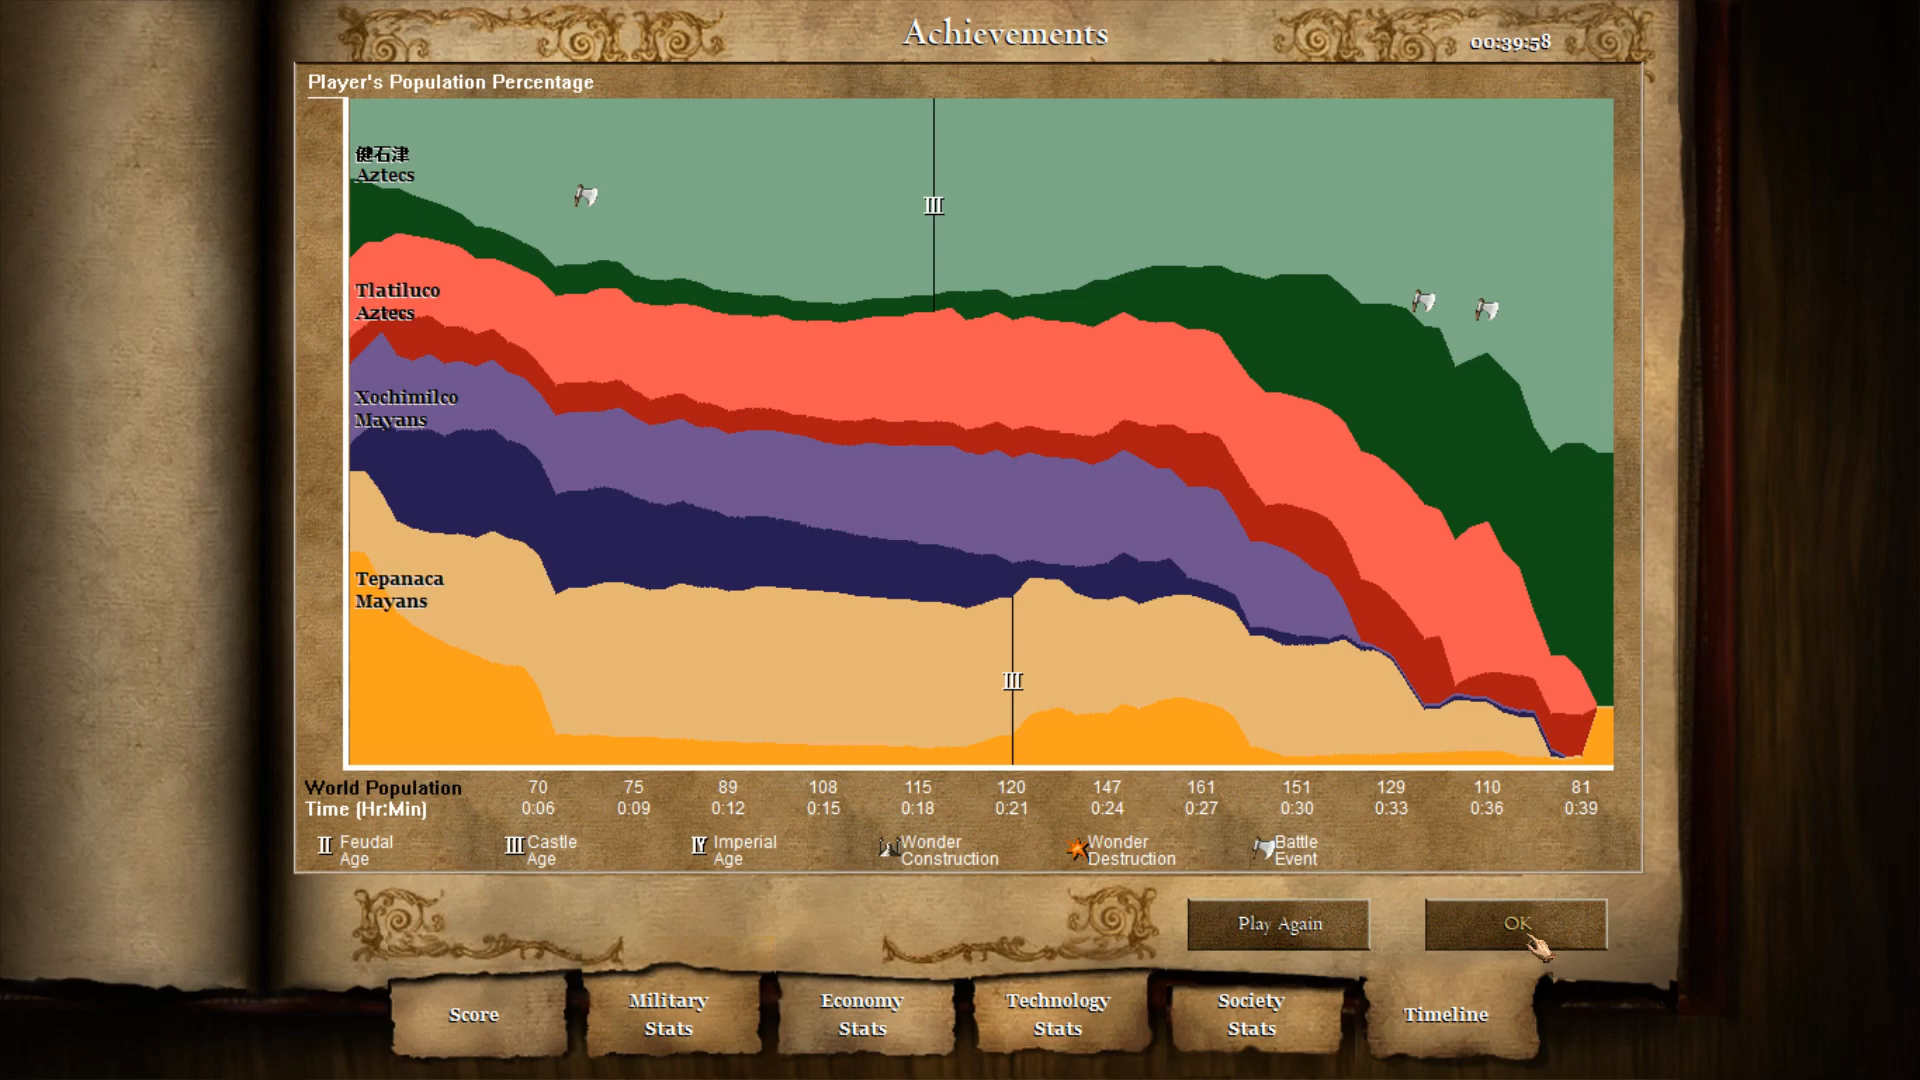 Achievements
00:39:58
Player's Population Percentage
健石津
Aztecs
Tlatiluco
Aztecs
Xochimilco
Mayans
Tepanaca
Mayans
III
III
World Population 70 75 89 108 115 120 147 161 151 129 110 81
Time (Hr:Min) 0:06 0:09 0:12 0:15 0:18 0:21 0:24 0:27 0:30 0:33 0:36 0:39
II Feudal Age
III Castle Age
IV Imperial Age
Wonder Construction
Wonder Destruction
Battle Event
Play Again
OK
Score
Military Stats
Economy Stats
Technology Stats
Society Stats
Timeline